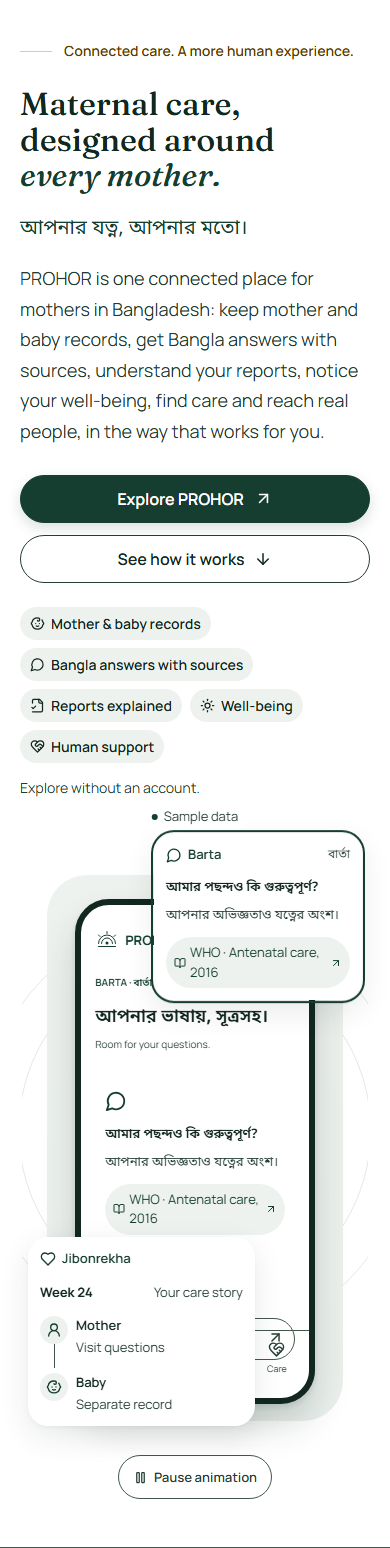 Connected care. A more human experience.
Maternal care,
designed around
every mother.
আপনার যত্ন, আপনার মতো।
PROHOR is one connected place for
mothers in Bangladesh: keep mother and
baby records, get Bangla answers with
sources, understand your reports, notice
your well-being, find care and reach real
people, in the way that works for you.
Explore PROHOR
See how it works
Mother & baby records
Bangla answers with sources
Reports explained
Well-being
Human support
Explore without an account.
Sample data
Barta
বার্তা
আমার পছন্দও কি গুরুত্বপূর্ণ?
আপনার অভিজ্ঞতাও যত্নের অংশ।
WHO · Antenatal care,
2016
BARTA · বার্তা
আপনার ভাষায়, সূত্রসহ।
Room for your questions.
আমার পছন্দও কি গুরুত্বপূর্ণ?
আপনার অভিজ্ঞতাও যত্নের অংশ।
WHO · Antenatal care,
2016
Jibonrekha
Week 24
Your care story
Mother
Visit questions
Baby
Separate record
Care
Pause animation